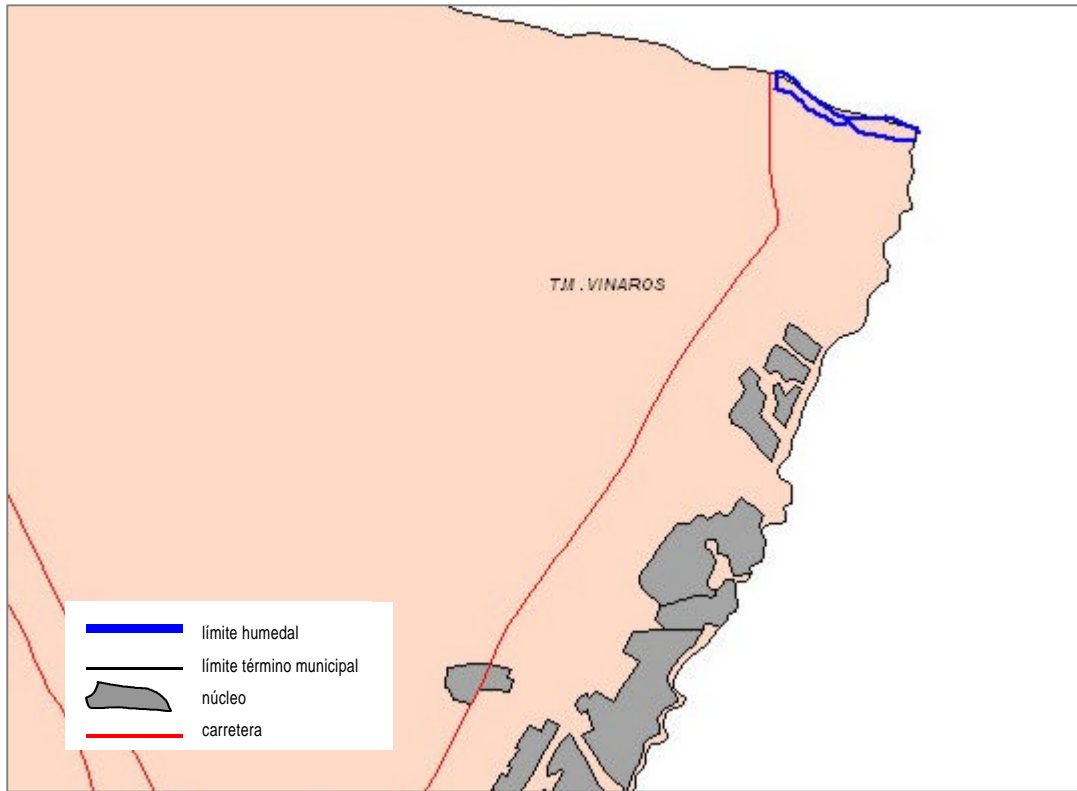 T.M. VINAROS
límite humedal
límite término municipal
núcleo
carretera